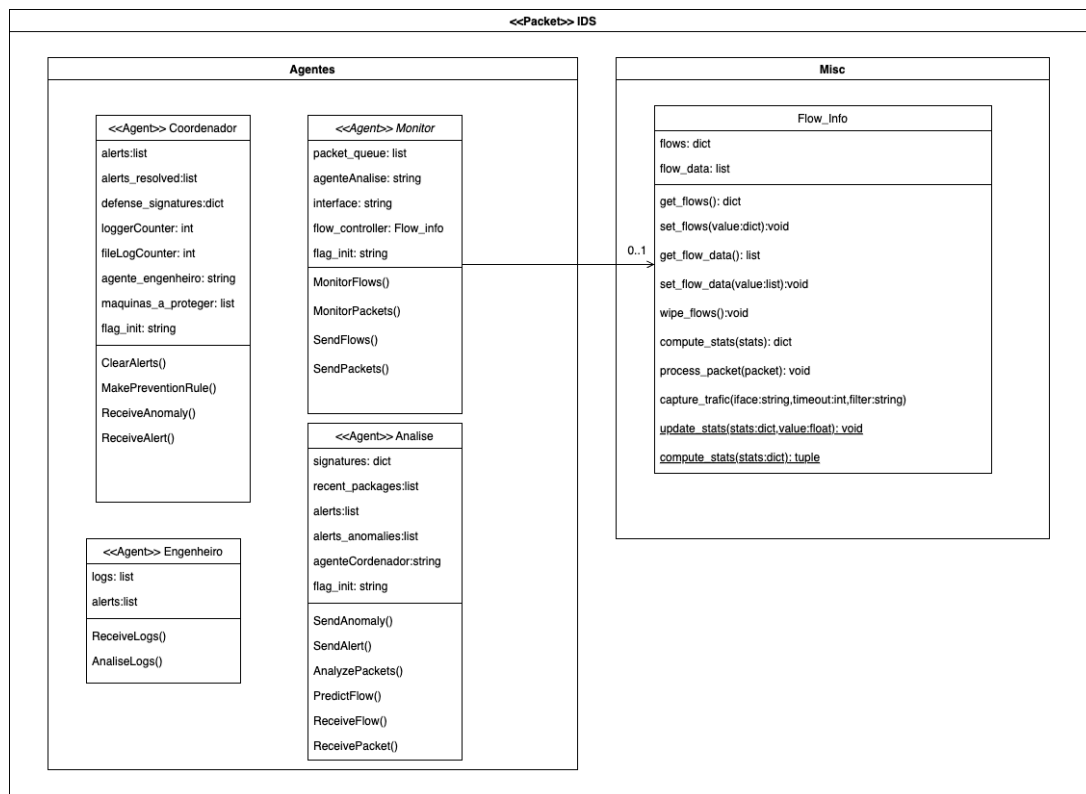 <<Packet>> IDS
Agentes
<<Agent>> Coordenador
alerts:list
alerts_resolved:list
defense_signatures:dict
loggerCounter: int
fileLogCounter: int
agente_engenheiro: string
maquinas_a_proteger: list
flag_init: string
ClearAlerts()
MakePreventionRule()
ReceiveAnomaly()
ReceiveAlert()
<<Agent>> Monitor
packet_queue: list
agenteAnalise: string
interface: string
flow_controller: Flow_info
flag_init: string
MonitorFlows()
MonitorPackets()
SendFlows()
SendPackets()
<<Agent>> Engenheiro
logs: list
alerts:list
ReceiveLogs()
AnaliseLogs()
<<Agent>> Analise
signatures: dict
recent_packages:list
alerts:list
alerts_anomalies:list
agenteCordenador:string
flag_init: string
SendAnomaly()
SendAlert()
AnalyzePackets()
PredictFlow()
ReceiveFlow()
ReceivePacket()
Misc
0..1
Flow_Info
flows: dict
flow_data: list
get_flows(): dict
set_flows(value:dict):void
get_flow_data(): list
set_flow_data(value:list):void
wipe_flows():void
compute_stats(stats): dict
process_packet(packet): void
capture_trafic(iface:string,timeout:int,filter:string)
update_stats(stats:dict,value:float): void
compute_stats(stats:dict): tuple